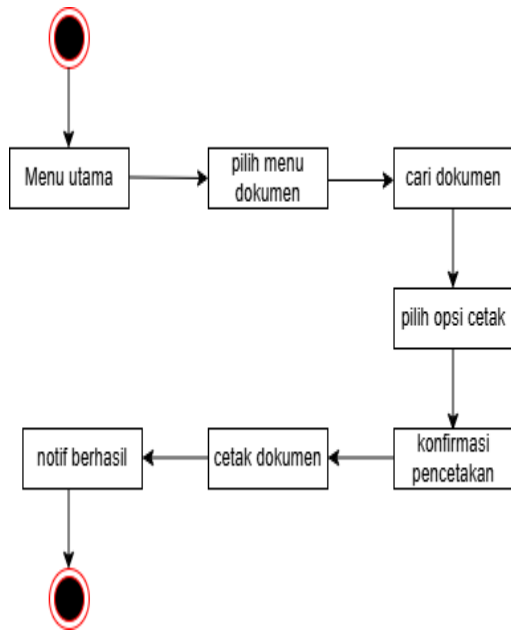 Menu utama
pilih menu
dokumen
cari dokumen
pilih opsi cetak
konfirmasi
pencetakan
cetak dokumen
notif berhasil